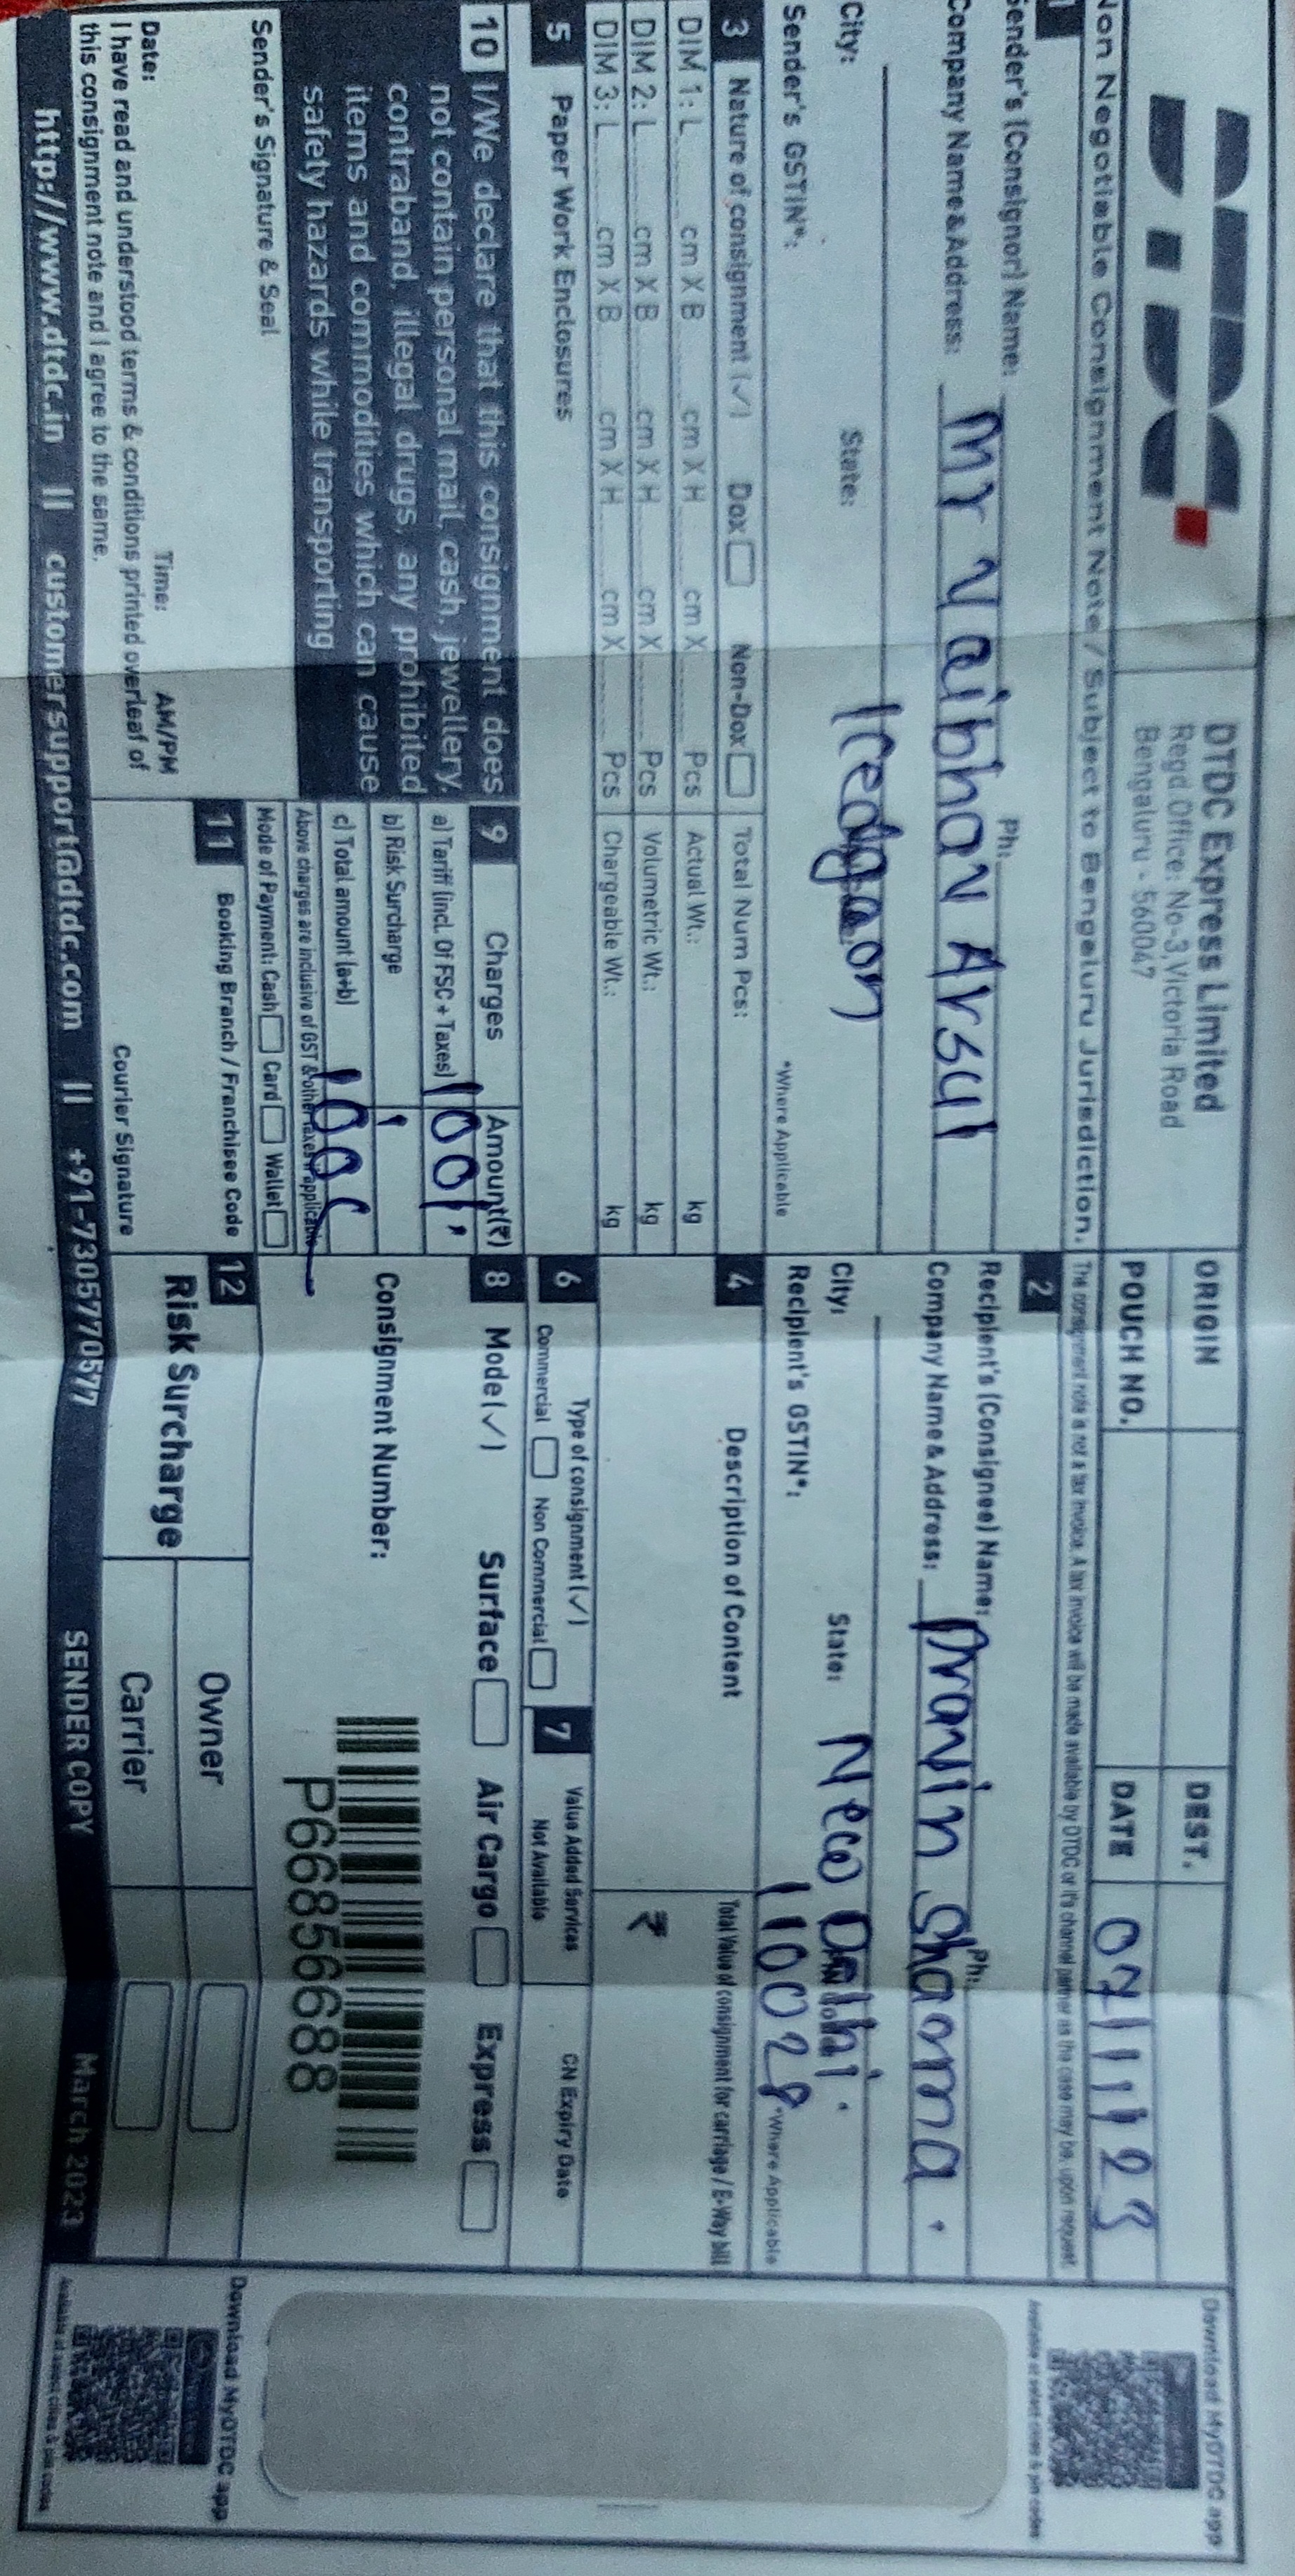 DTDC
DTDC Express Limited
Regd.Office: No-3,Victoria Road
Bengaluru - 560047
ORIGIN
DEST.
POUCH NO.
DATE 07/11/23
Non Negotiable Consignment Note / Subject to Bengaluru Jurisdiction.
The consignment note is not a tax invoice. A tax invoice will be made available by DTDC or it's channel partner as the case may be, upon request
1
Sender's (Consignor) Name: Ph:
Company Name & Address: Mr Vaibhav Arsul
City: State:
Sender's GSTIN*: *Where Applicable
2
Recipient's (Consignee) Name: Ph:
Company Name & Address: Pravin Shaarma.
City: State: New Delhi.
110028
Recipient's GSTIN*: *Where Applicable
3 Nature of consignment (✓) Dox Non-Dox Total Num Pcs:
DIM 1: L cm X B cm X H cm X Pcs Actual Wt.: kg
DIM 2: L cm X B cm X H cm X Pcs Volumetric Wt.: kg
DIM 3: L cm X B cm X H cm X Pcs Chargeable Wt.: kg
4 Description of Content
Total Value of consignment for carriage / E-Way bill
₹
5 Paper Work Enclosures
6 Type of consignment (✓)
Commercial Non Commercial
7 Value Added Services
Not Available
CN Expiry Date
10 I/We declare that this consignment does
not contain personal mail, cash, jewellery,
contraband, illegal drugs, any prohibited
items and commodities which can cause
safety hazards while transporting
Sender's Signature & Seal
Date: Time: AM/PM
I have read and understood terms & conditions printed overleaf of
this consignment note and I agree to the same.
9 Charges Amount(₹)
a) Tariff (incl. Of FSC + Taxes) 100/,
b) Risk Surcharge
c) Total amount (a+b) 100
Above charges are inclusive of GST & other taxes if applicable
Mode of Payment: Cash Card Wallet
11 Booking Branch / Franchisee Code
Courier Signature
8 Mode (✓) Surface Air Cargo Express
Consignment Number:
P66856688
12 Risk Surcharge
Owner
Carrier
http://www.dtdc.in || customersupport@dtdc.com || +91-7305770577 SENDER COPY March 2023
Download MyDTDC app
Download MyDTDC app